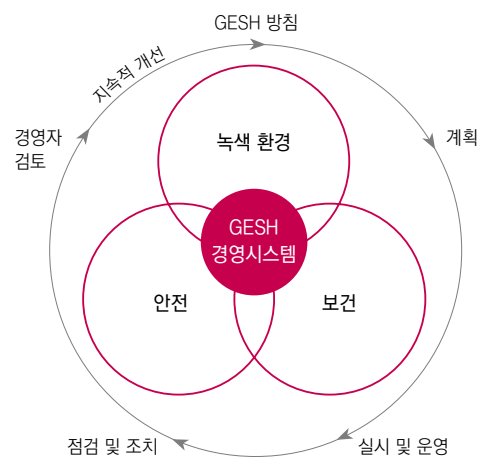 GESH 방침
지속적 개선
경영자
검토
계획
녹색 환경
GESH
경영시스템
안전
보건
점검 및 조치
실시 및 운영